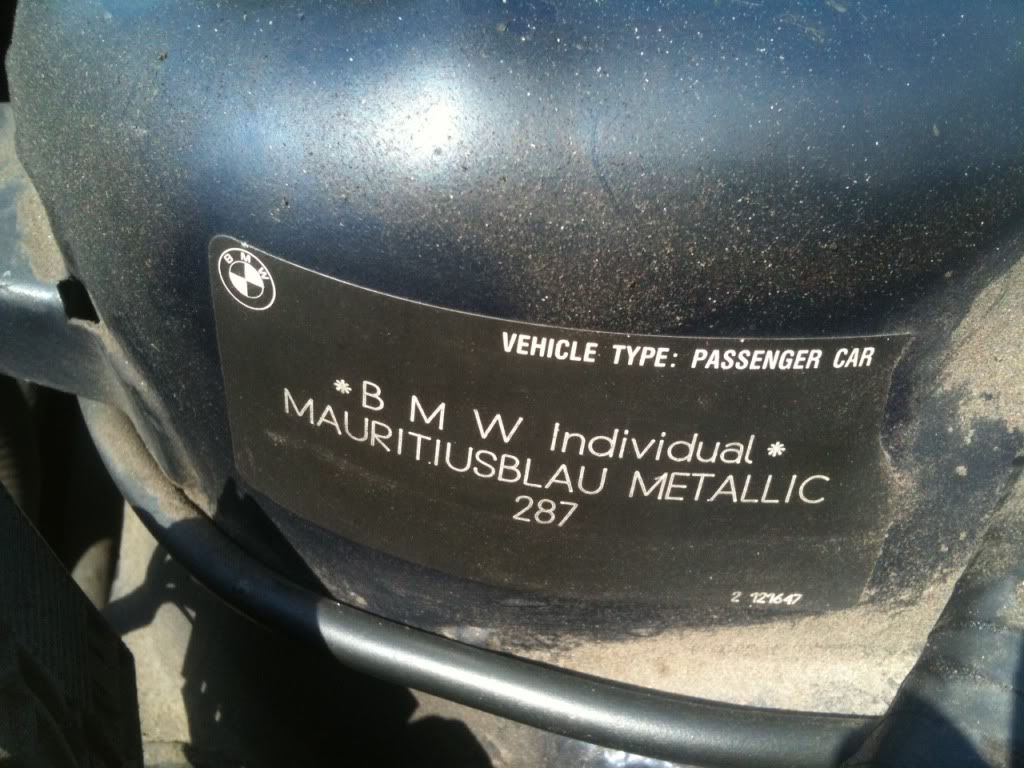 BMW
VEHICLE TYPE: PASSENGER CAR
*B M W Individual*
MAURITIUSBLAU METALLIC
287
2 121647